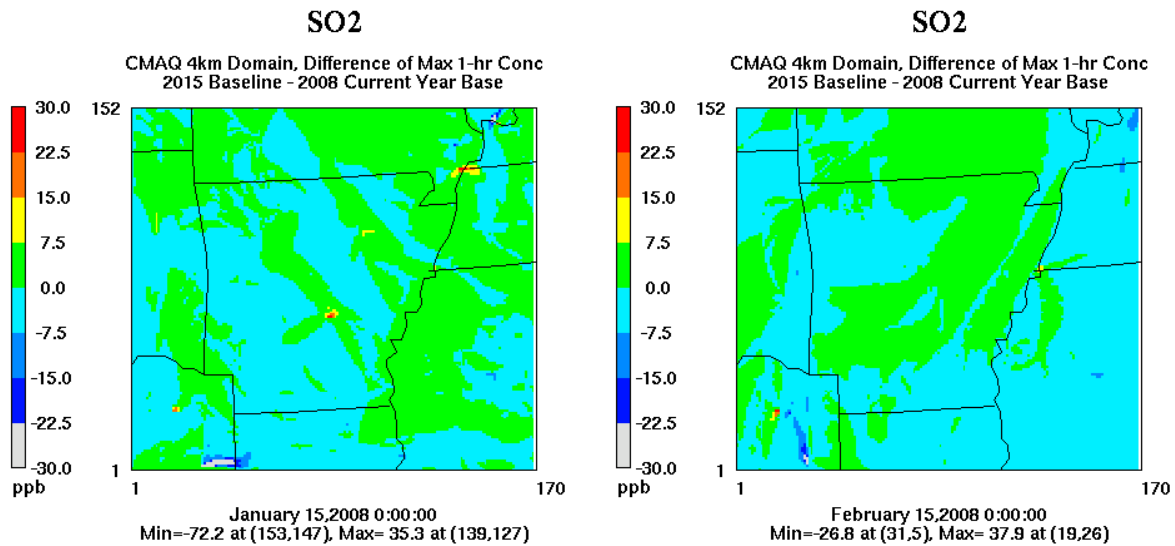 SO2
CMAQ 4km Domain, Difference of Max 1-hr Conc
2015 Baseline - 2008 Current Year Base
30.0
22.5
15.0
7.5
0.0
-7.5
-15.0
-22.5
-30.0
ppb
152
1
1
170
January 15,2008 0:00:00
Min=-72.2 at (153,147), Max= 35.3 at (139,127)
SO2
CMAQ 4km Domain, Difference of Max 1-hr Conc
2015 Baseline - 2008 Current Year Base
30.0
22.5
15.0
7.5
0.0
-7.5
-15.0
-22.5
-30.0
ppb
152
1
1
170
February 15,2008 0:00:00
Min=-26.8 at (31,5), Max= 37.9 at (19,26)